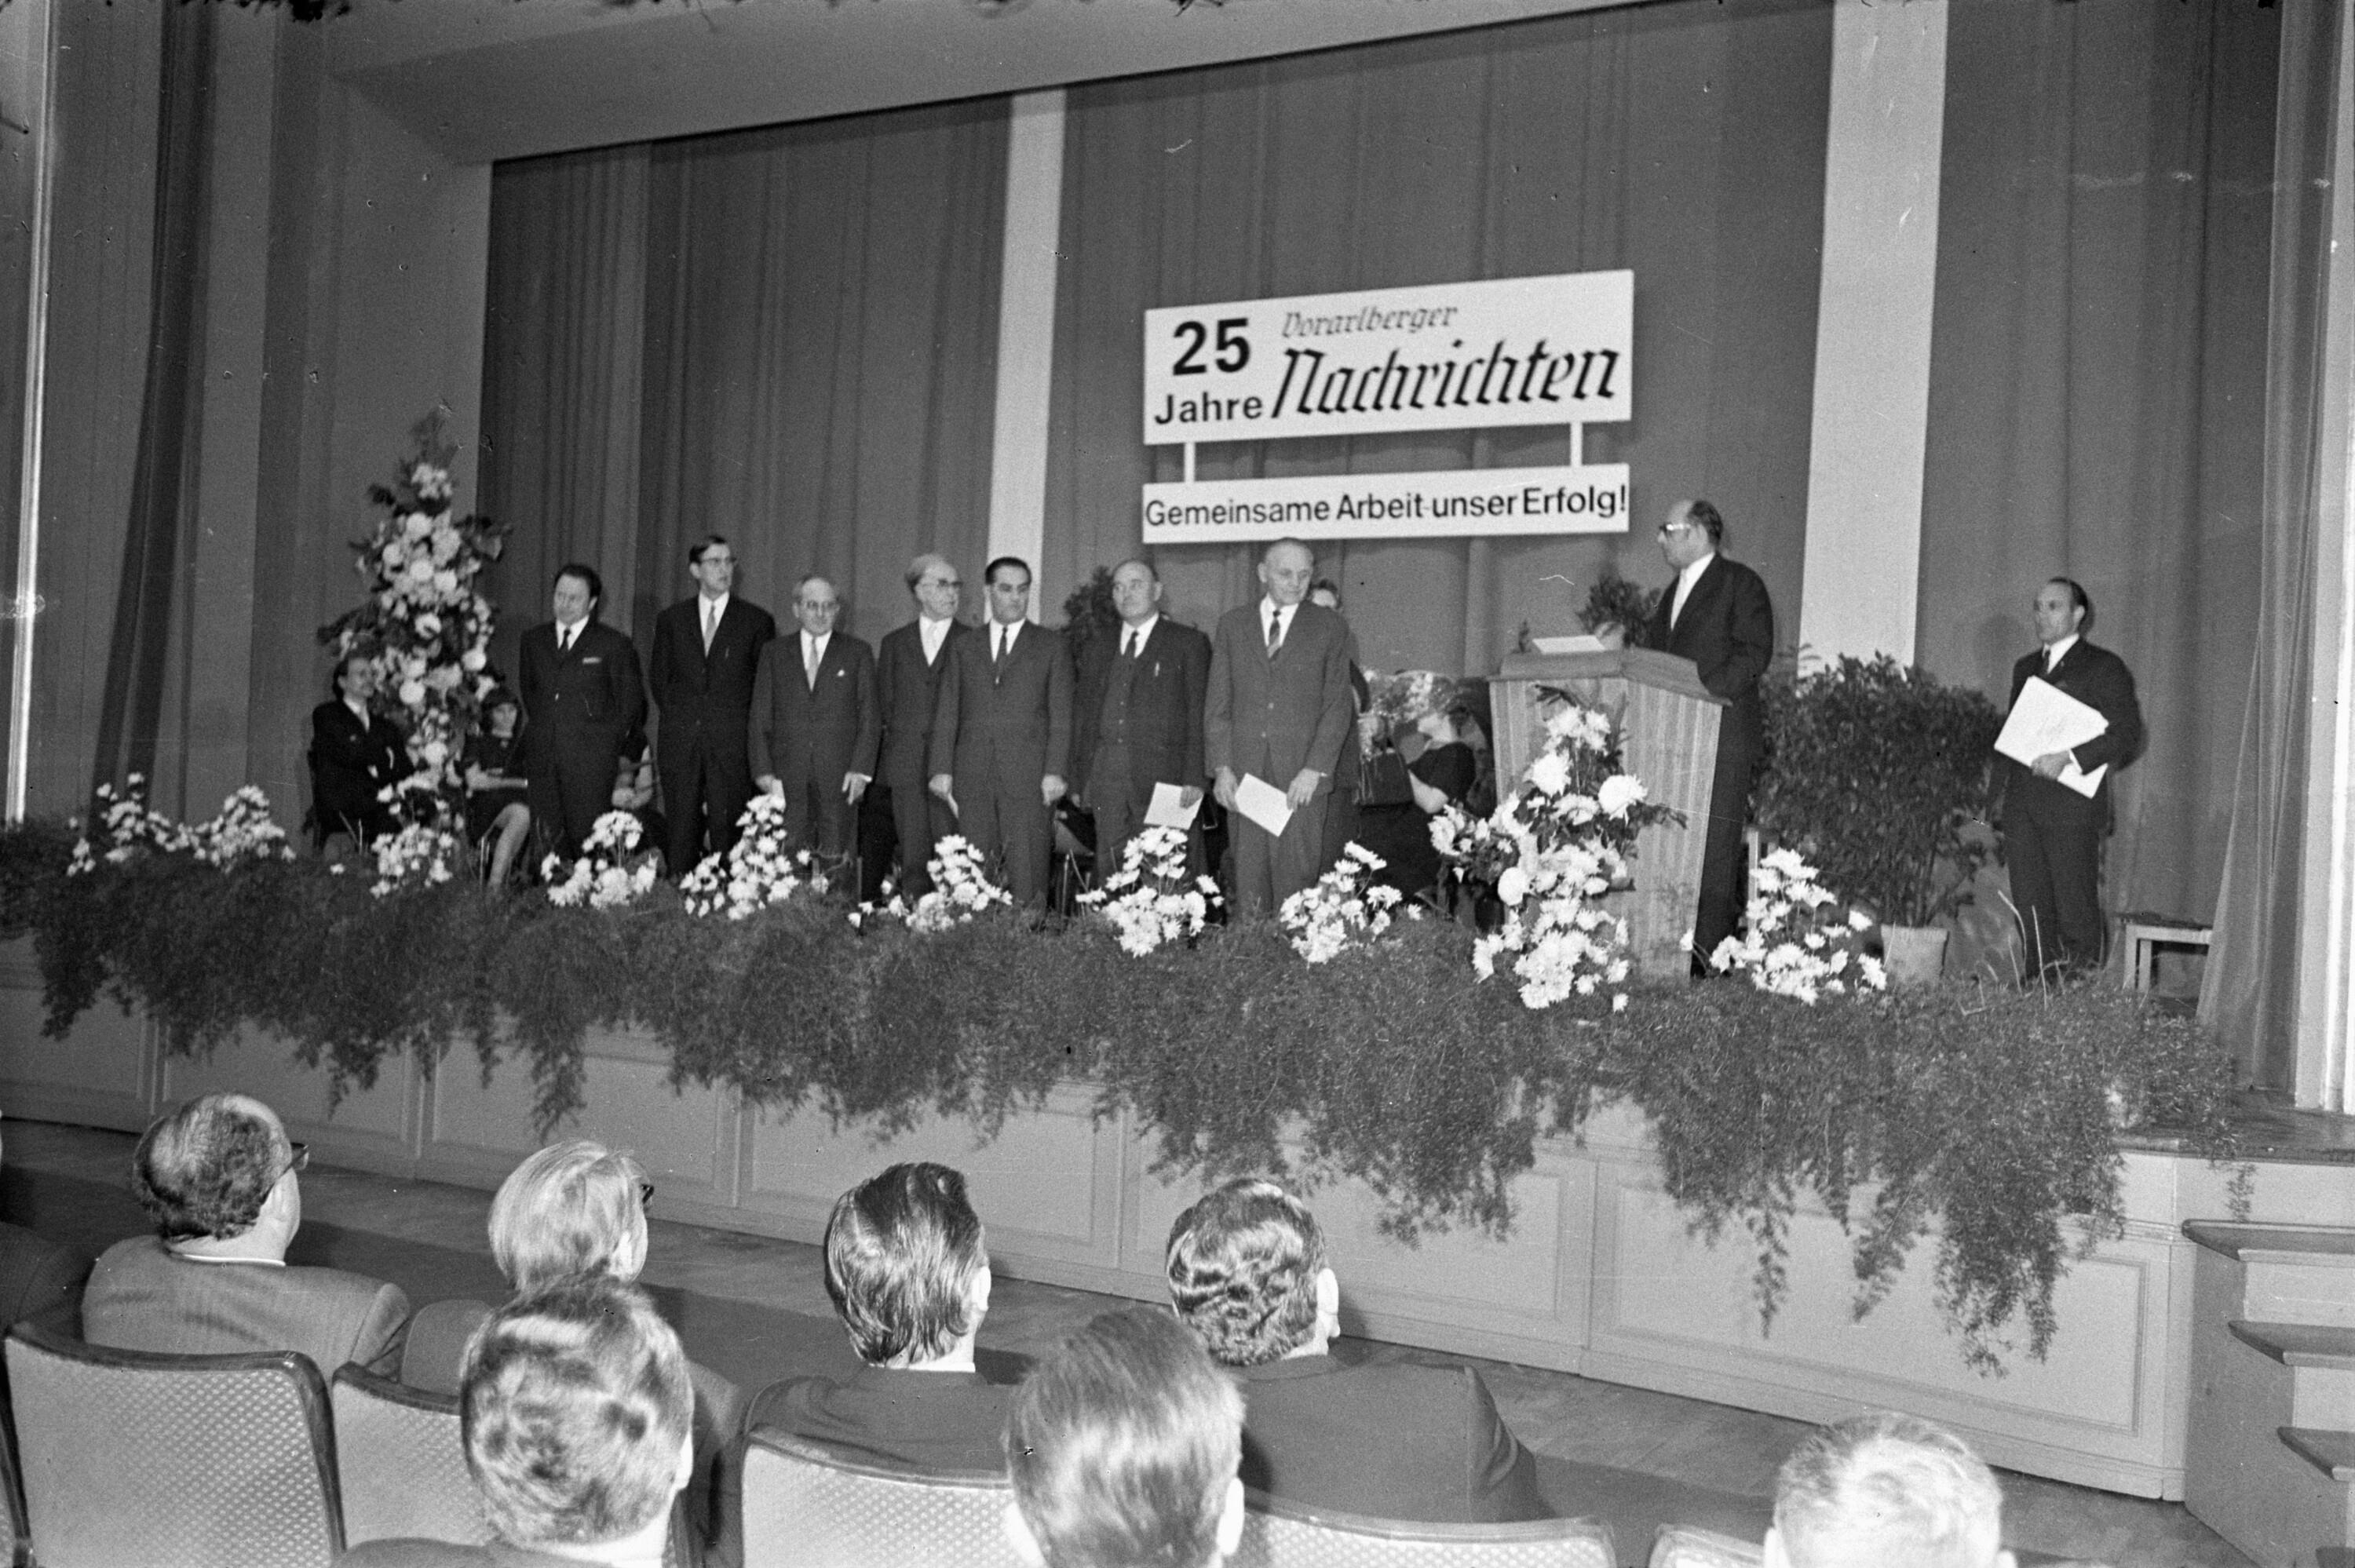 25 Vorarlberger
Jahre Nachrichten
Gemeinsame Arbeit-unser Erfolg!